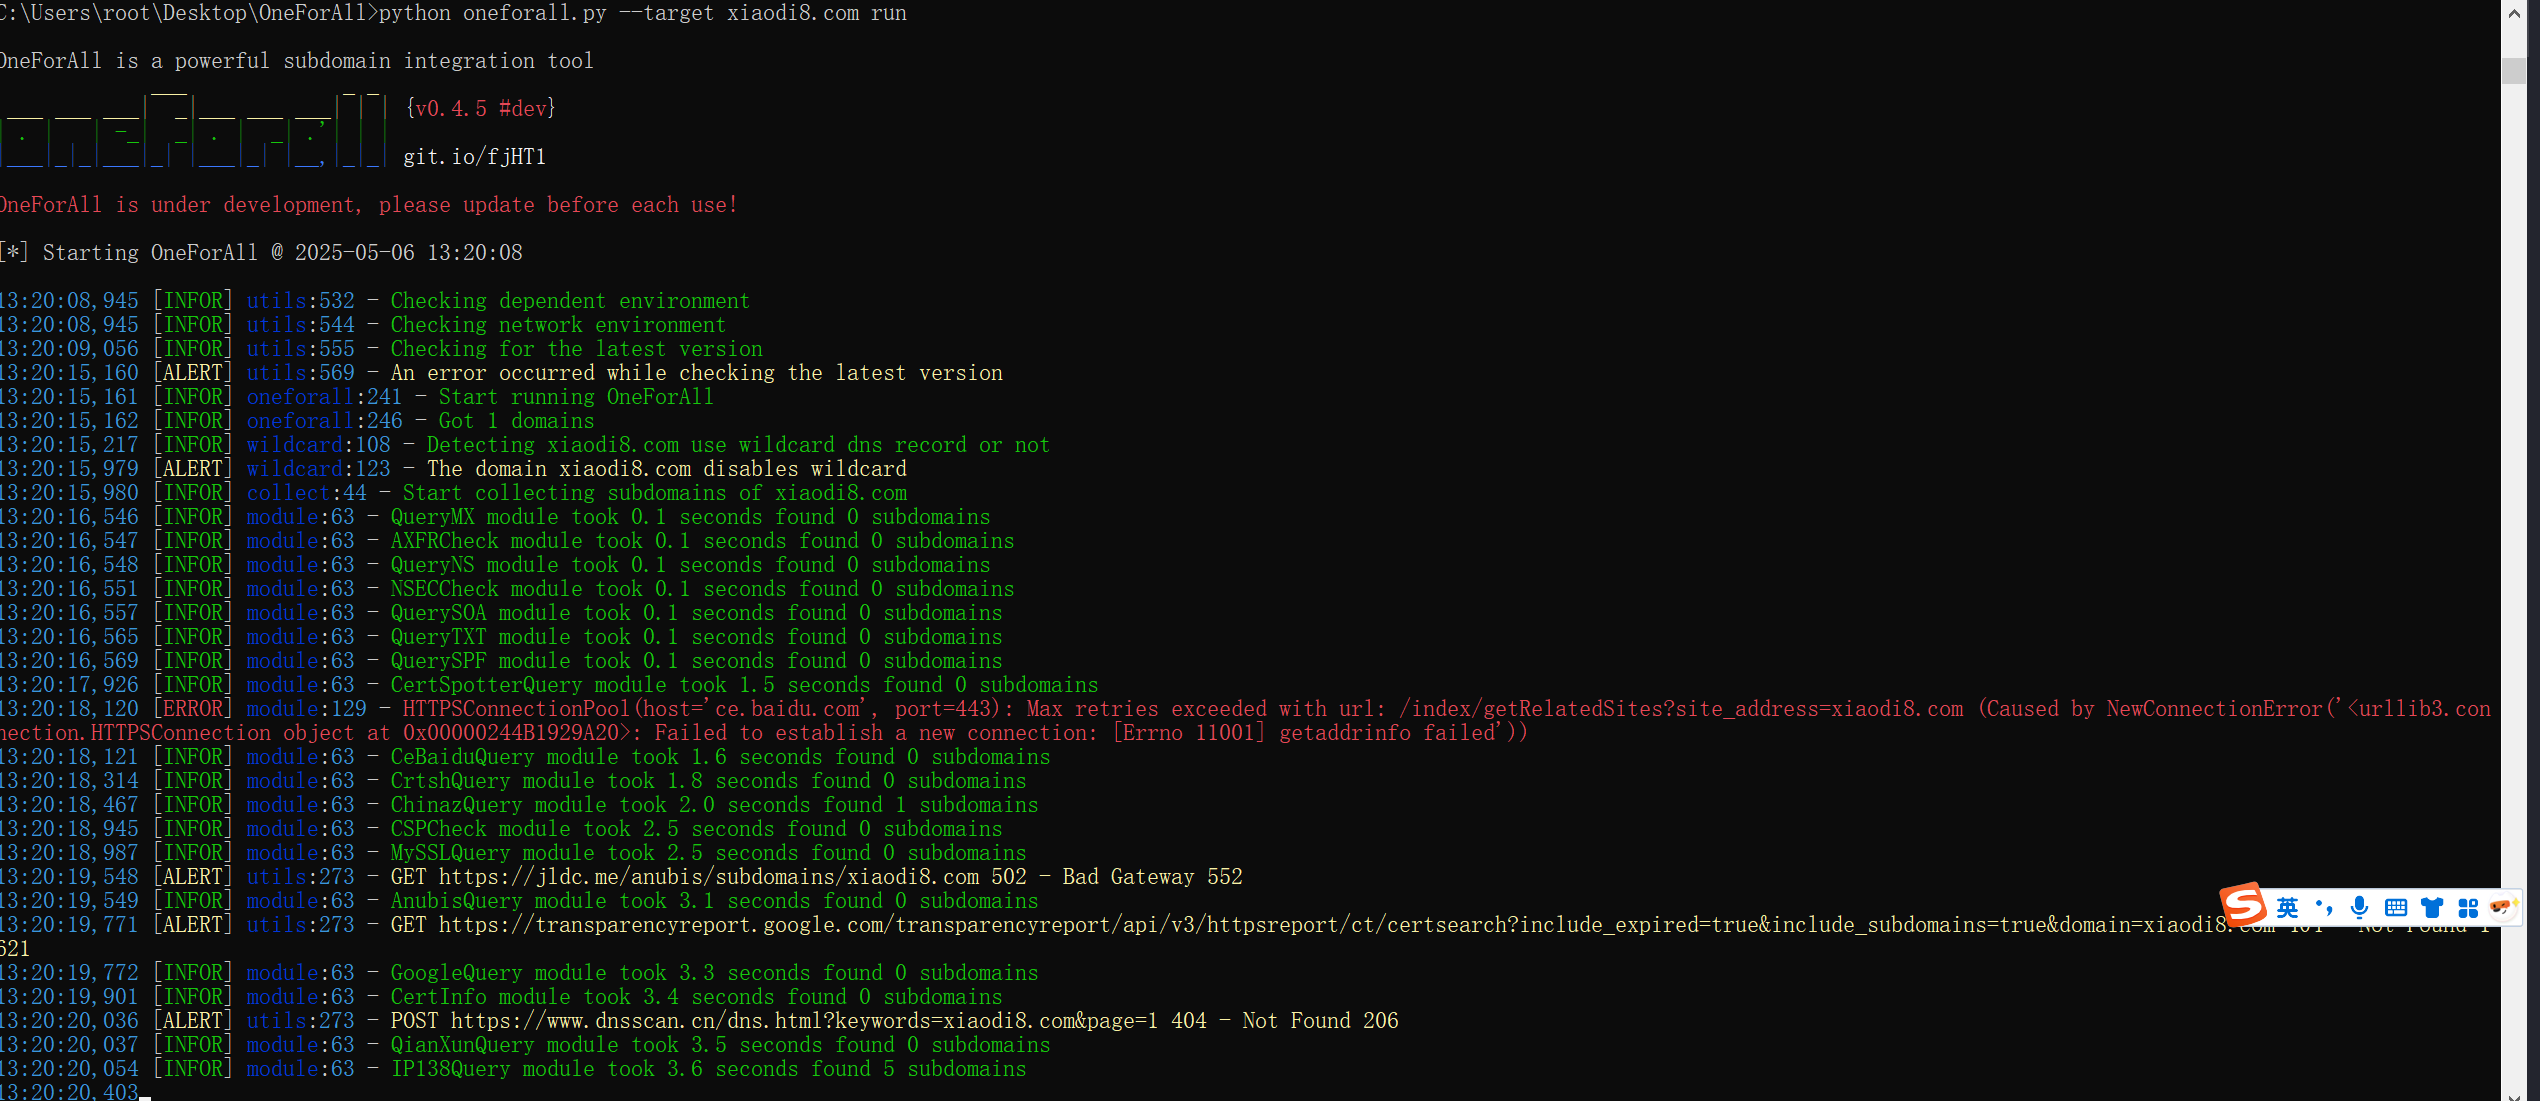 C:\Users\root\Desktop\OneForAll>python oneforall.py --target xiaodi8.com run
OneForAll is a powerful subdomain integration tool
{v0.4.5 #dev}
git.io/fjHT1
OneForAll is under development, please update before each use!
[*] Starting OneForAll @ 2025-05-06 13:20:08
13:20:08,945 [INFOR] utils:532 - Checking dependent environment
13:20:08,945 [INFOR] utils:544 - Checking network environment
13:20:09,056 [INFOR] utils:555 - Checking for the latest version
13:20:15,160 [ALERT] utils:569 - An error occurred while checking the latest version
13:20:15,161 [INFOR] oneforall:241 - Start running OneForAll
13:20:15,162 [INFOR] oneforall:246 - Got 1 domains
13:20:15,217 [INFOR] wildcard:108 - Detecting xiaodi8.com use wildcard dns record or not
13:20:15,979 [ALERT] wildcard:123 - The domain xiaodi8.com disables wildcard
13:20:15,980 [INFOR] collect:44 - Start collecting subdomains of xiaodi8.com
13:20:16,546 [INFOR] module:63 - QueryMX module took 0.1 seconds found 0 subdomains
13:20:16,547 [INFOR] module:63 - AXFRCheck module took 0.1 seconds found 0 subdomains
13:20:16,548 [INFOR] module:63 - QueryNS module took 0.1 seconds found 0 subdomains
13:20:16,551 [INFOR] module:63 - NSECCheck module took 0.1 seconds found 0 subdomains
13:20:16,557 [INFOR] module:63 - QuerySOA module took 0.1 seconds found 0 subdomains
13:20:16,565 [INFOR] module:63 - QueryTXT module took 0.1 seconds found 0 subdomains
13:20:16,569 [INFOR] module:63 - QuerySPF module took 0.1 seconds found 0 subdomains
13:20:17,926 [INFOR] module:63 - CertSpotterQuery module took 1.5 seconds found 0 subdomains
13:20:18,120 [ERROR] module:129 - HTTPSConnectionPool(host='ce.baidu.com', port=443): Max retries exceeded with url: /index/getRelatedSites?site_address=xiaodi8.com (Caused by NewConnectionError('<urllib3.con
nection.HTTPSConnection object at 0x00000244B1929A20>: Failed to establish a new connection: [Errno 11001] getaddrinfo failed'))
13:20:18,121 [INFOR] module:63 - CeBaiduQuery module took 1.6 seconds found 0 subdomains
13:20:18,314 [INFOR] module:63 - CrtshQuery module took 1.8 seconds found 0 subdomains
13:20:18,467 [INFOR] module:63 - ChinazQuery module took 2.0 seconds found 1 subdomains
13:20:18,945 [INFOR] module:63 - CSPCheck module took 2.5 seconds found 0 subdomains
13:20:18,987 [INFOR] module:63 - MySSLQuery module took 2.5 seconds found 0 subdomains
13:20:19,548 [ALERT] utils:273 - GET https://jldc.me/anubis/subdomains/xiaodi8.com 502 - Bad Gateway 552
13:20:19,549 [INFOR] module:63 - AnubisQuery module took 3.1 seconds found 0 subdomains
13:20:19,771 [ALERT] utils:273 - GET https://transparencyreport.google.com/transparencyreport/api/v3/httpsreport/ct/certsearch?include_expired=true&include_subdomains=true&domain=xiaodi8.com Not Found 1
621
13:20:19,772 [INFOR] module:63 - GoogleQuery module took 3.3 seconds found 0 subdomains
13:20:19,901 [INFOR] module:63 - CertInfo module took 3.4 seconds found 0 subdomains
13:20:20,036 [ALERT] utils:273 - POST https://www.dnsscan.cn/dns.html?keywords=xiaodi8.com&page=1 404 - Not Found 206
13:20:20,037 [INFOR] module:63 - QianXunQuery module took 3.5 seconds found 0 subdomains
13:20:20,054 [INFOR] module:63 - IP138Query module took 3.6 seconds found 5 subdomains
13:20:20,403
英